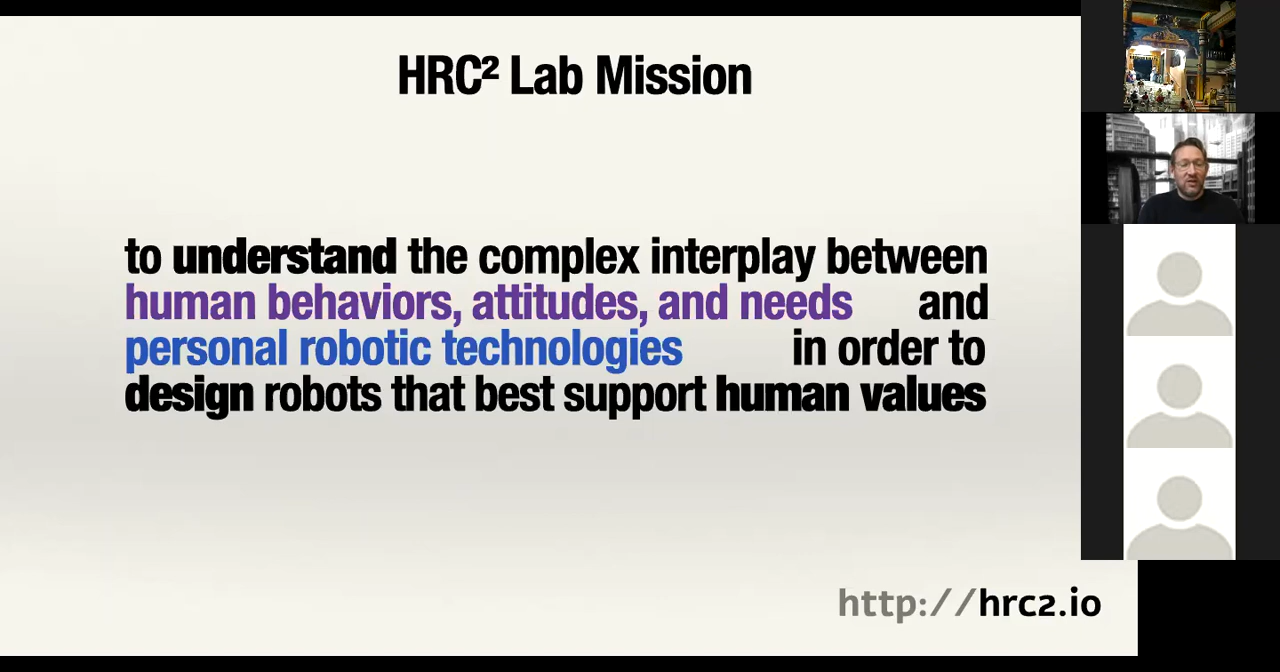 HRC² Lab Mission
to understand the complex interplay between
human behaviors, attitudes, and needs and
personal robotic technologies in order to
design robots that best support human values
http://hrc2.io